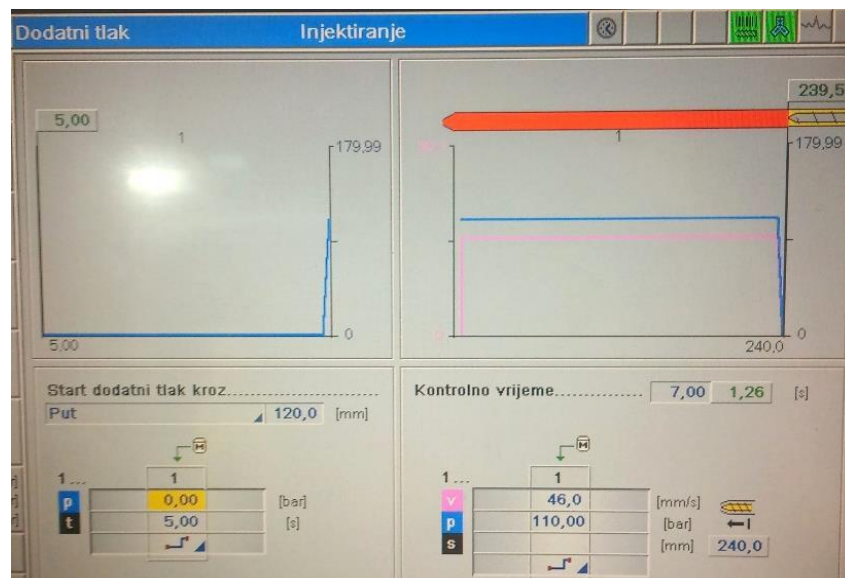 Dodatni tlak
Injektiranje
5,00
1
179,99
0
5,00
239,5
1
179,99
0
240,0
Start dodatni tlak kroz
Put 120,0 [mm]
M
1... 1
p 0,00 [bar]
t 5,00 [s]
Kontrolno vrijeme 7,00 1,26 [s]
M
1... 1
v 46,0 [mm/s]
p 110,00 [bar]
s [mm] 240,0